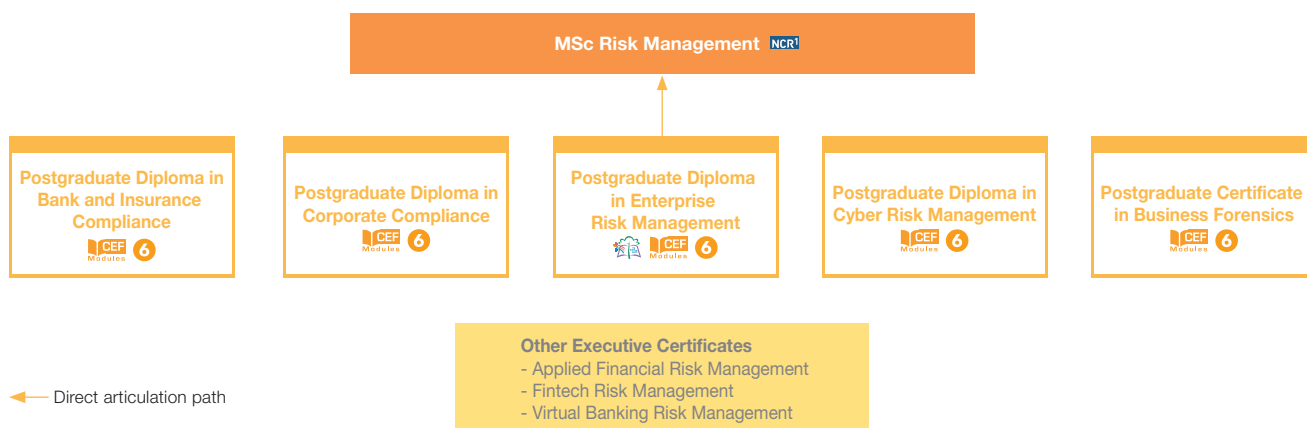 MSc Risk Management NCR1
Postgraduate Diploma in
Bank and Insurance
Compliance
CEF
Modules
6
Postgraduate Diploma in
Corporate Compliance
CEF
Modules
6
Postgraduate Diploma
in Enterprise
Risk Management
CEF
Modules
6
Postgraduate Diploma in
Cyber Risk Management
CEF
Modules
6
Postgraduate Certificate
in Business Forensics
CEF
Modules
6
Other Executive Certificates
- Applied Financial Risk Management
- Fintech Risk Management
- Virtual Banking Risk Management
Direct articulation path